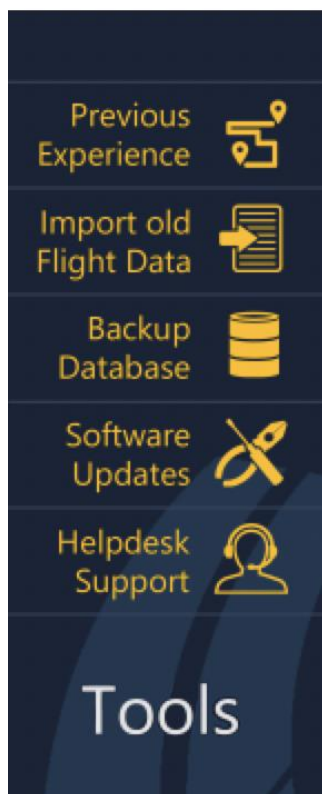 Previous
Experience
Import old
Flight Data
Backup
Database
Software
Updates
Helpdesk
Support
Tools